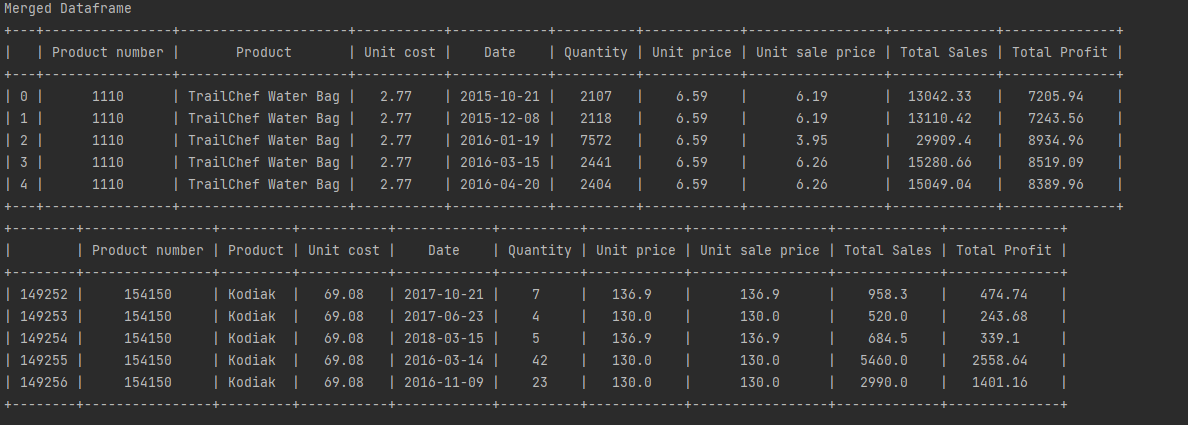 Merged Dataframe
+---+----------------+---------------------+-----------+------------+----------+------------+-----------------+-------------+--------------+
|   | Product number |       Product       | Unit cost |    Date    | Quantity | Unit price | Unit sale price | Total Sales | Total Profit |
+---+----------------+---------------------+-----------+------------+----------+------------+-----------------+-------------+--------------+
| 0 |      1110      | TrailChef Water Bag |   2.77    | 2015-10-21 |   2107   |    6.59    |      6.19       |  13042.33   |   7205.94    |
| 1 |      1110      | TrailChef Water Bag |   2.77    | 2015-12-08 |   2118   |    6.59    |      6.19       |  13110.42   |   7243.56    |
| 2 |      1110      | TrailChef Water Bag |   2.77    | 2016-01-19 |   7572   |    6.59    |      3.95       |   29909.4   |   8934.96    |
| 3 |      1110      | TrailChef Water Bag |   2.77    | 2016-03-15 |   2441   |    6.59    |      6.26       |  15280.66   |   8519.09    |
| 4 |      1110      | TrailChef Water Bag |   2.77    | 2016-04-20 |   2404   |    6.59    |      6.26       |  15049.04   |   8389.96    |
+---+----------------+---------------------+-----------+------------+----------+------------+-----------------+-------------+--------------+
+--------+----------------+---------+-----------+------------+----------+------------+-----------------+-------------+--------------+
|        | Product number | Product | Unit cost |    Date    | Quantity | Unit price | Unit sale price | Total Sales | Total Profit |
+--------+----------------+---------+-----------+------------+----------+------------+-----------------+-------------+--------------+
| 149252 |     154150     | Kodiak  |   69.08   | 2017-10-21 |    7     |   136.9    |      136.9      |    958.3    |    474.74    |
| 149253 |     154150     | Kodiak  |   69.08   | 2017-06-23 |    4     |   130.0    |      130.0      |    520.0    |    243.68    |
| 149254 |     154150     | Kodiak  |   69.08   | 2018-03-15 |    5     |   136.9    |      136.9      |    684.5    |    339.1     |
| 149255 |     154150     | Kodiak  |   69.08   | 2016-03-14 |    42    |   130.0    |      130.0      |   5460.0    |   2558.64    |
| 149256 |     154150     | Kodiak  |   69.08   | 2016-11-09 |    23    |   130.0    |      130.0      |   2990.0    |   1401.16    |
+--------+----------------+---------+-----------+------------+----------+------------+-----------------+-------------+--------------+